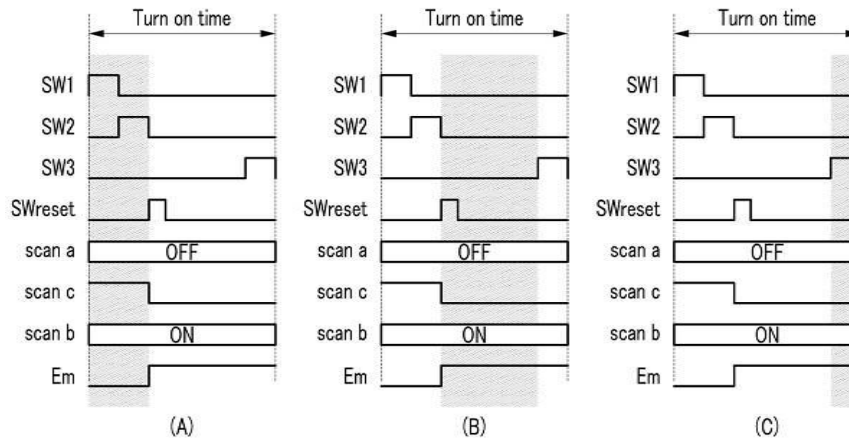 Turn on time Turn on time Turn on time
SW1 SW1 SW1
SW2 SW2 SW2
SW3 SW3 SW3
SWreset SWreset SWreset
scan a OFF scan a OFF scan a OFF
scan c scan c scan c
scan b ON scan b ON scan b ON
Em Em Em
(A) (B) (C)